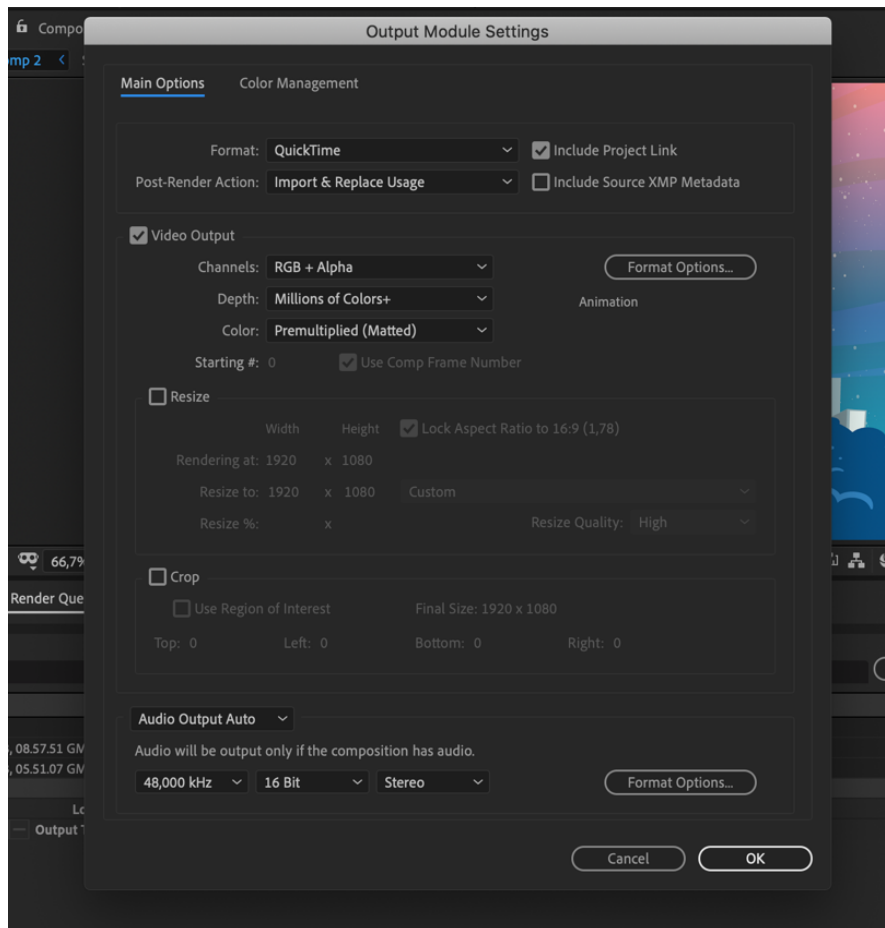 Compo
Output Module Settings
omp 2 <
Main Options Color Management
Format: QuickTime Include Project Link
Post-Render Action: Import & Replace Usage Include Source XMP Metadata
Video Output
Channels: RGB + Alpha Format Options...
Depth: Millions of Colors+ Animation
Color: Premultiplied (Matted)
Starting #: 0 Use Comp Frame Number
Resize
Width Height Lock Aspect Ratio to 16:9 (1,78)
Rendering at: 1920 x 1080
Resize to: 1920 x 1080 Custom
Resize %: x Resize Quality: High
66,7%
Crop
Render Que
Use Region of Interest Final Size: 1920 x 1080
Top: 0 Left: 0 Bottom: 0 Right: 0
Audio Output Auto
, 08.57.51 GM
Audio will be output only if the composition has audio.
, 05.51.07 GM
48,000 kHz 16 Bit Stereo Format Options...
Lo
Output T
Cancel OK